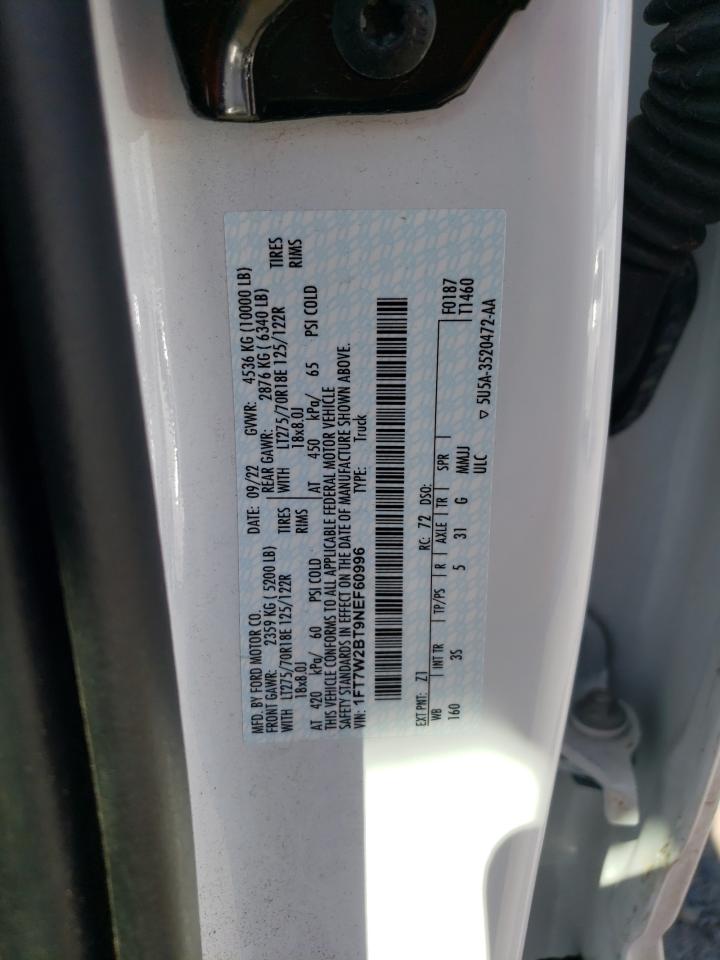 MFD. BY FORD MOTOR CO.
DATE: 09/22 GVWR: 4536 KG (10000 LB)
FRONT GAWR: 2359 KG ( 5200 LB) REAR GAWR: 2876 KG ( 6340 LB)
WITH LT275/70R18E 125/122R TIRES WITH LT275/70R18E 125/122R TIRES
18x8.0J RIMS 18x8.0J RIMS
AT 420 kPa/ 60 PSI COLD AT 450 kPa/ 65 PSI COLD
THIS VEHICLE CONFORMS TO ALL APPLICABLE FEDERAL MOTOR VEHICLE
SAFETY STANDARDS IN EFFECT ON THE DATE OF MANUFACTURE SHOWN ABOVE.
VIN: 1FT7W2BT9NEF60996 TYPE: Truck
EXT PNT: Z1 RC: 72 DSO: F0187
WB INT TR TP/PS R AXLE TR SPR T1460
160 3S 5 31 G MMJJ
ULC ▽ 5U5A-3520472-AA